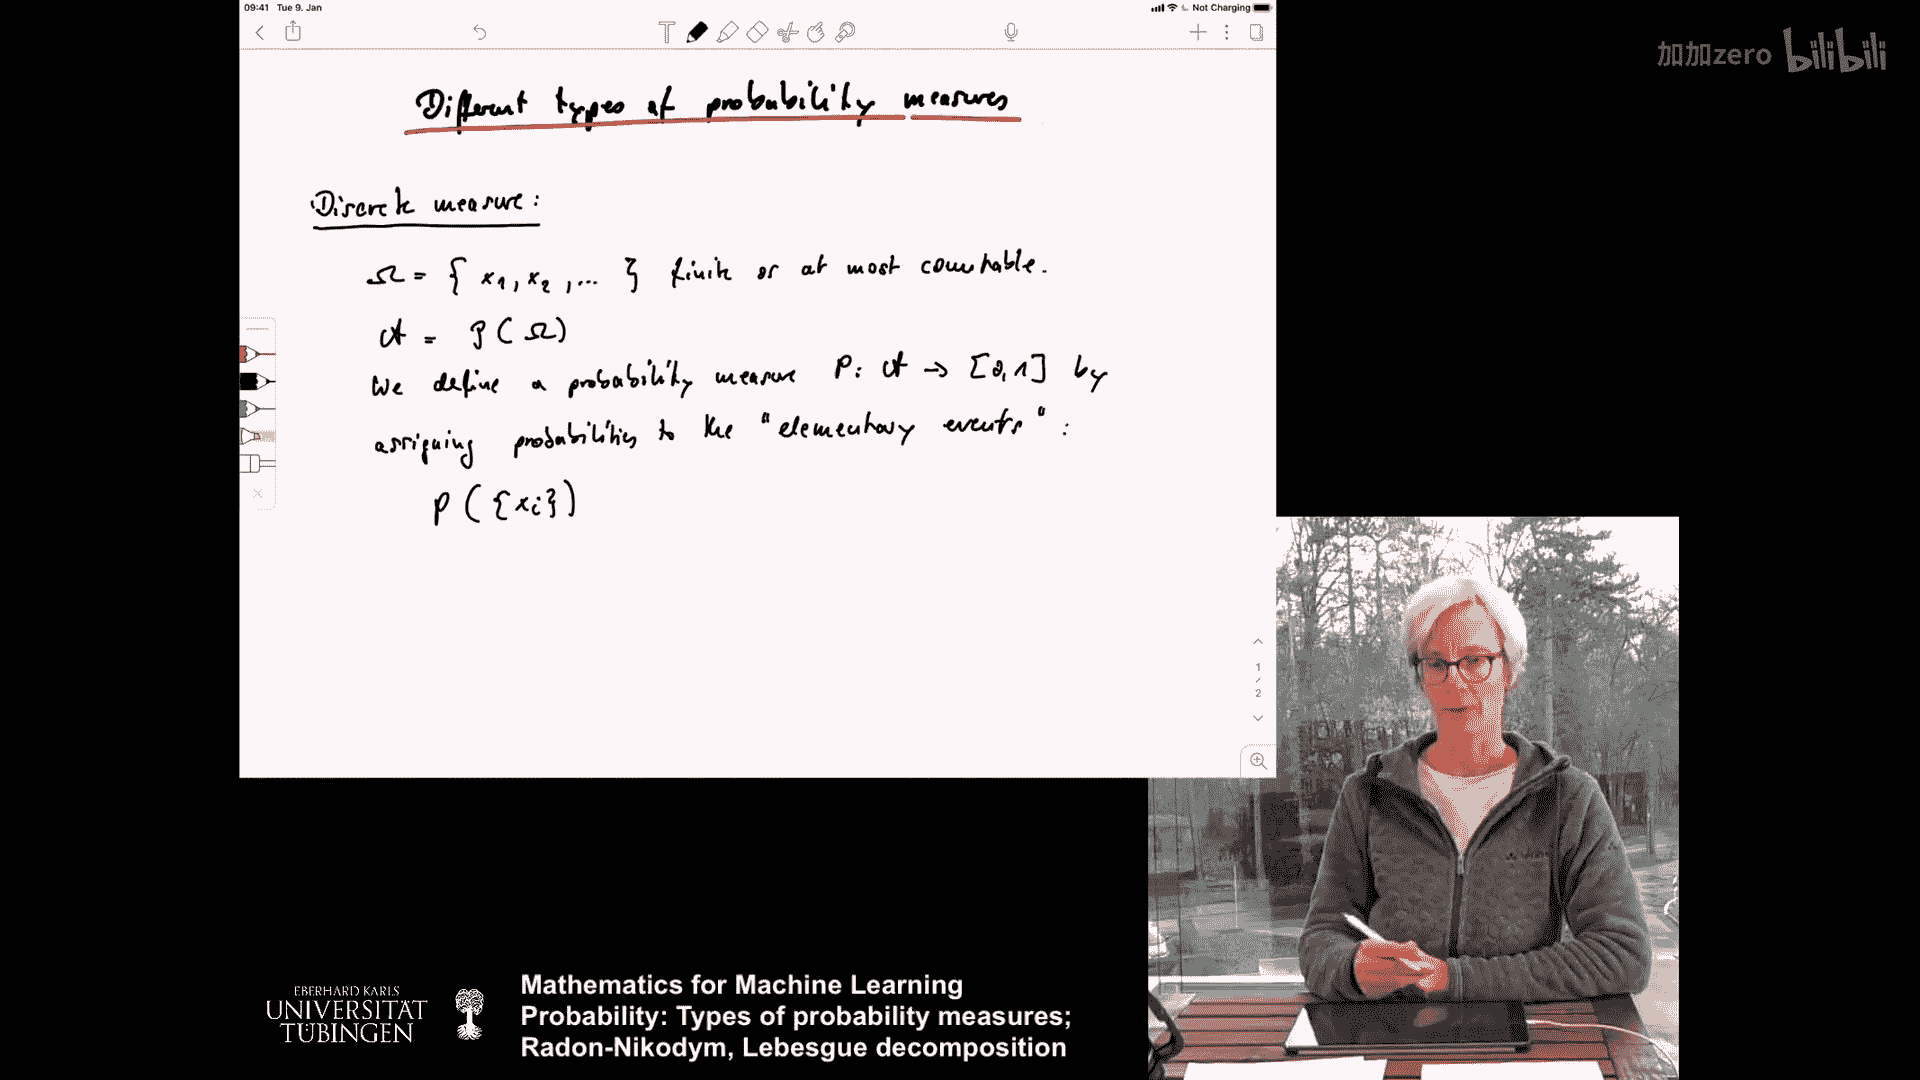 09:41 Tue 9. Jan
Not Charging
加加zero bilibili
Different types of probability measures
Discrete measure:
Ω = { x1, x2, ... } finite or at most countable.
A = P(Ω)
We define a probability measure P: A → [0,1] by
assigning probabilities to the "elementary events":
P({xi})
1
/
2
EBERHARD KARLS
UNIVERSITÄT
TÜBINGEN
Mathematics for Machine Learning
Probability: Types of probability measures;
Radon-Nikodym, Lebesgue decomposition